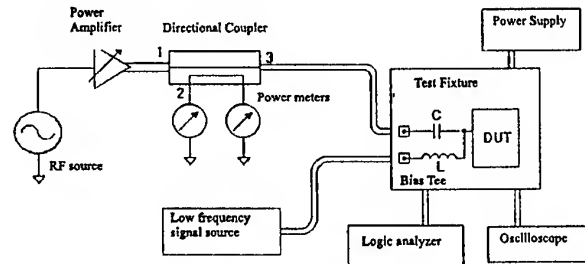 Power
Amplifier
Directional Coupler
Power Supply
1
3
2
Test Fixture
Power meters
C
DUT
RF source
L
Bias Tee
Low frequency
signal source
Logic analyzer
Oscilloscope